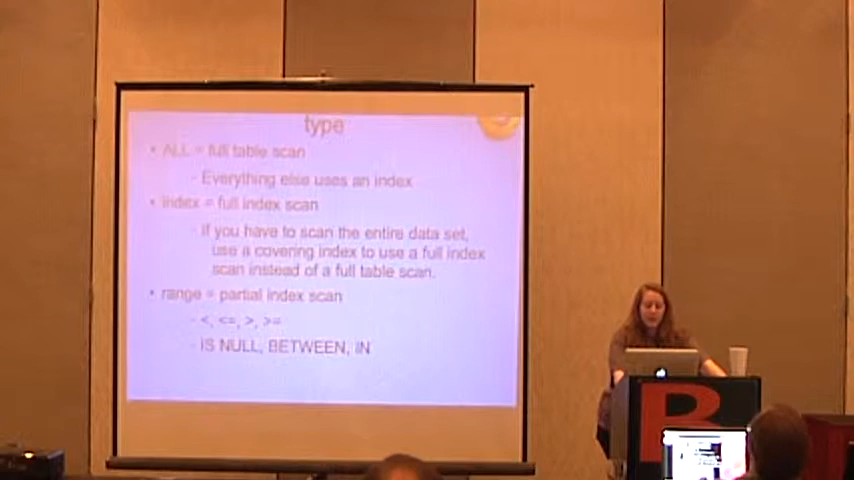 type
• ALL = full table scan
- Everything else uses an index
• index = full index scan
- If you have to scan the entire data set,
use a covering index to use a full index
scan instead of a full table scan.
• range = partial index scan
- <, <=, >, >=
- IS NULL, BETWEEN, IN
R